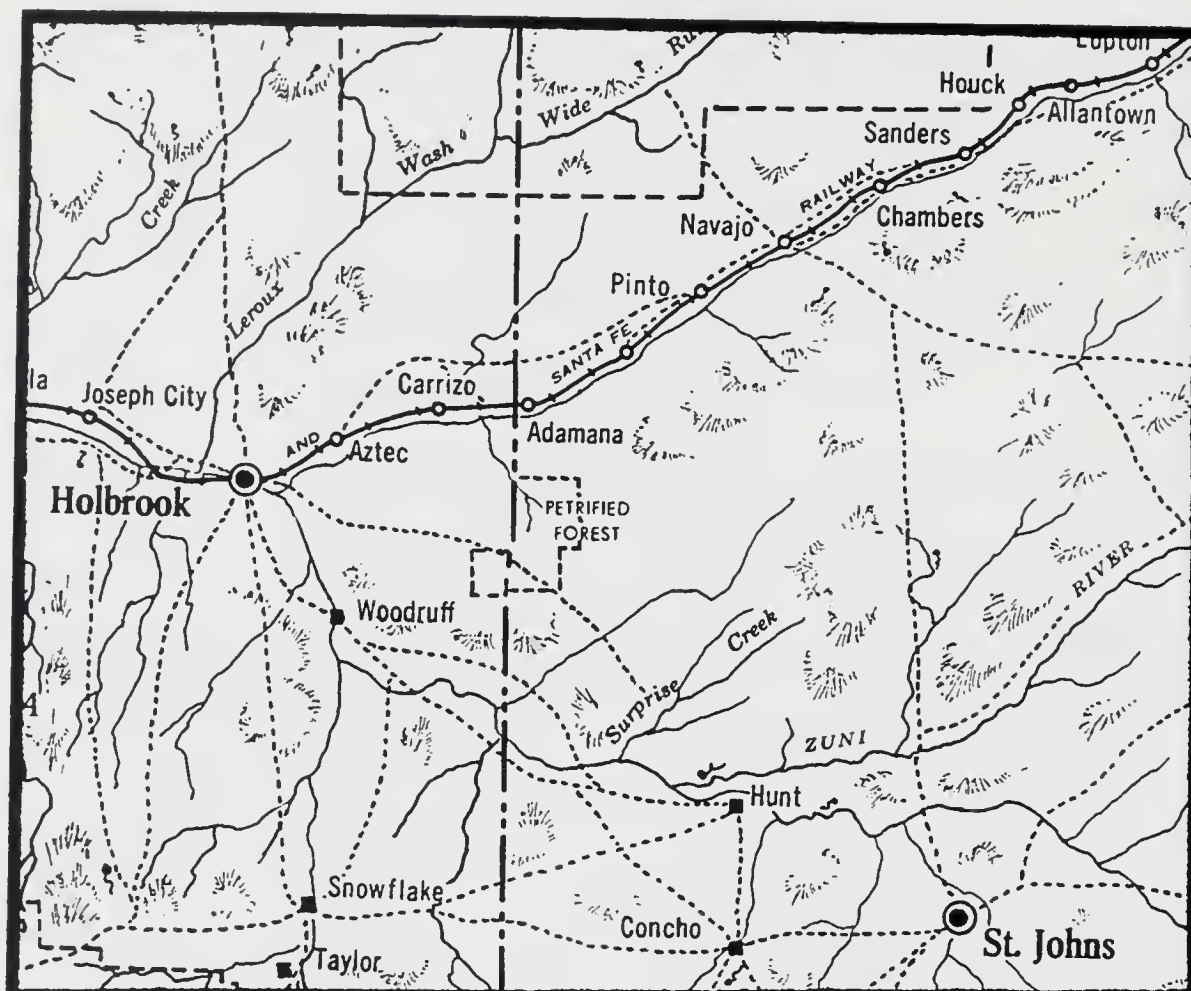 Lupton
Houck
Allantown
Sanders
Wide
Wash
Creek
RAILWAY
Chambers
Navajo
Pinto
Leroux
SANTA FE
la
Joseph City
Carrizo
Adamana
AND
Aztec
Holbrook
PETRIFIED
FOREST
RIVER
Woodruff
Creek
Surprise
ZUNI
Hunt
Snowflake
Concho
St. Johns
Taylor